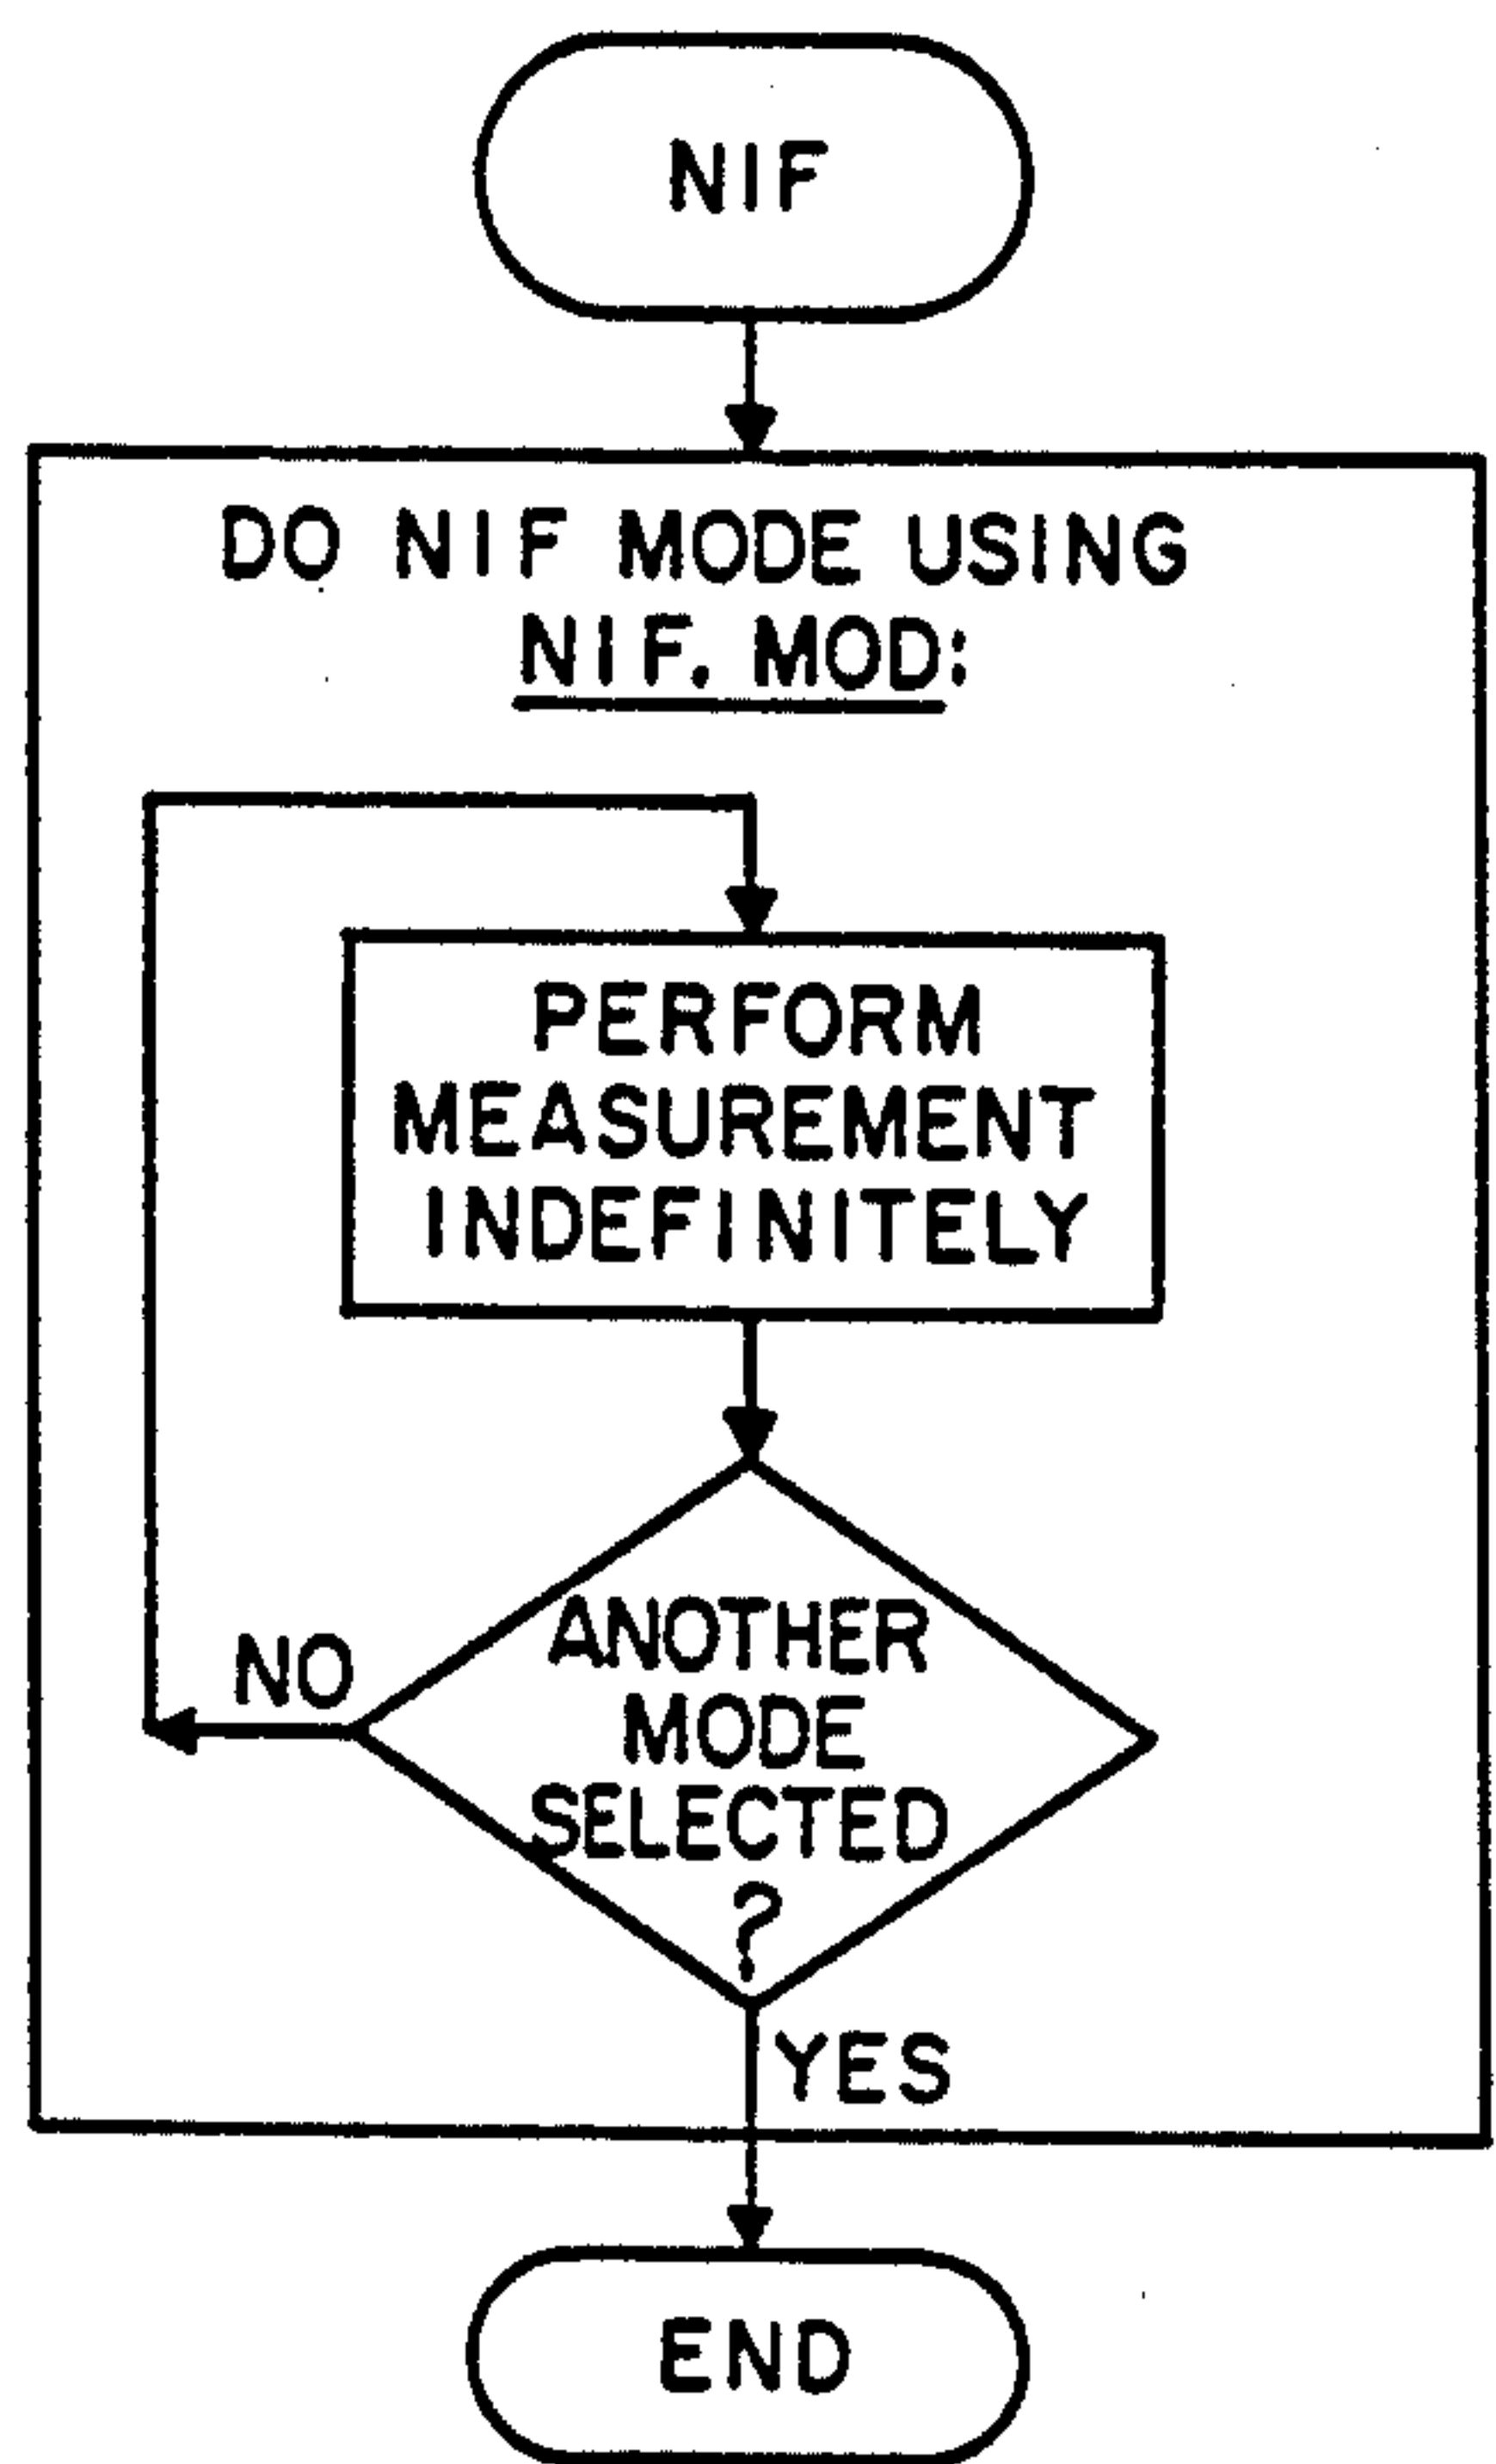 NIF
DO NIF MODE USING
NIF. MOD:
PERFORM
MEASUREMENT
INDEFINITELY
ANOTHER
MODE
SELECTED
?
NO
YES
END